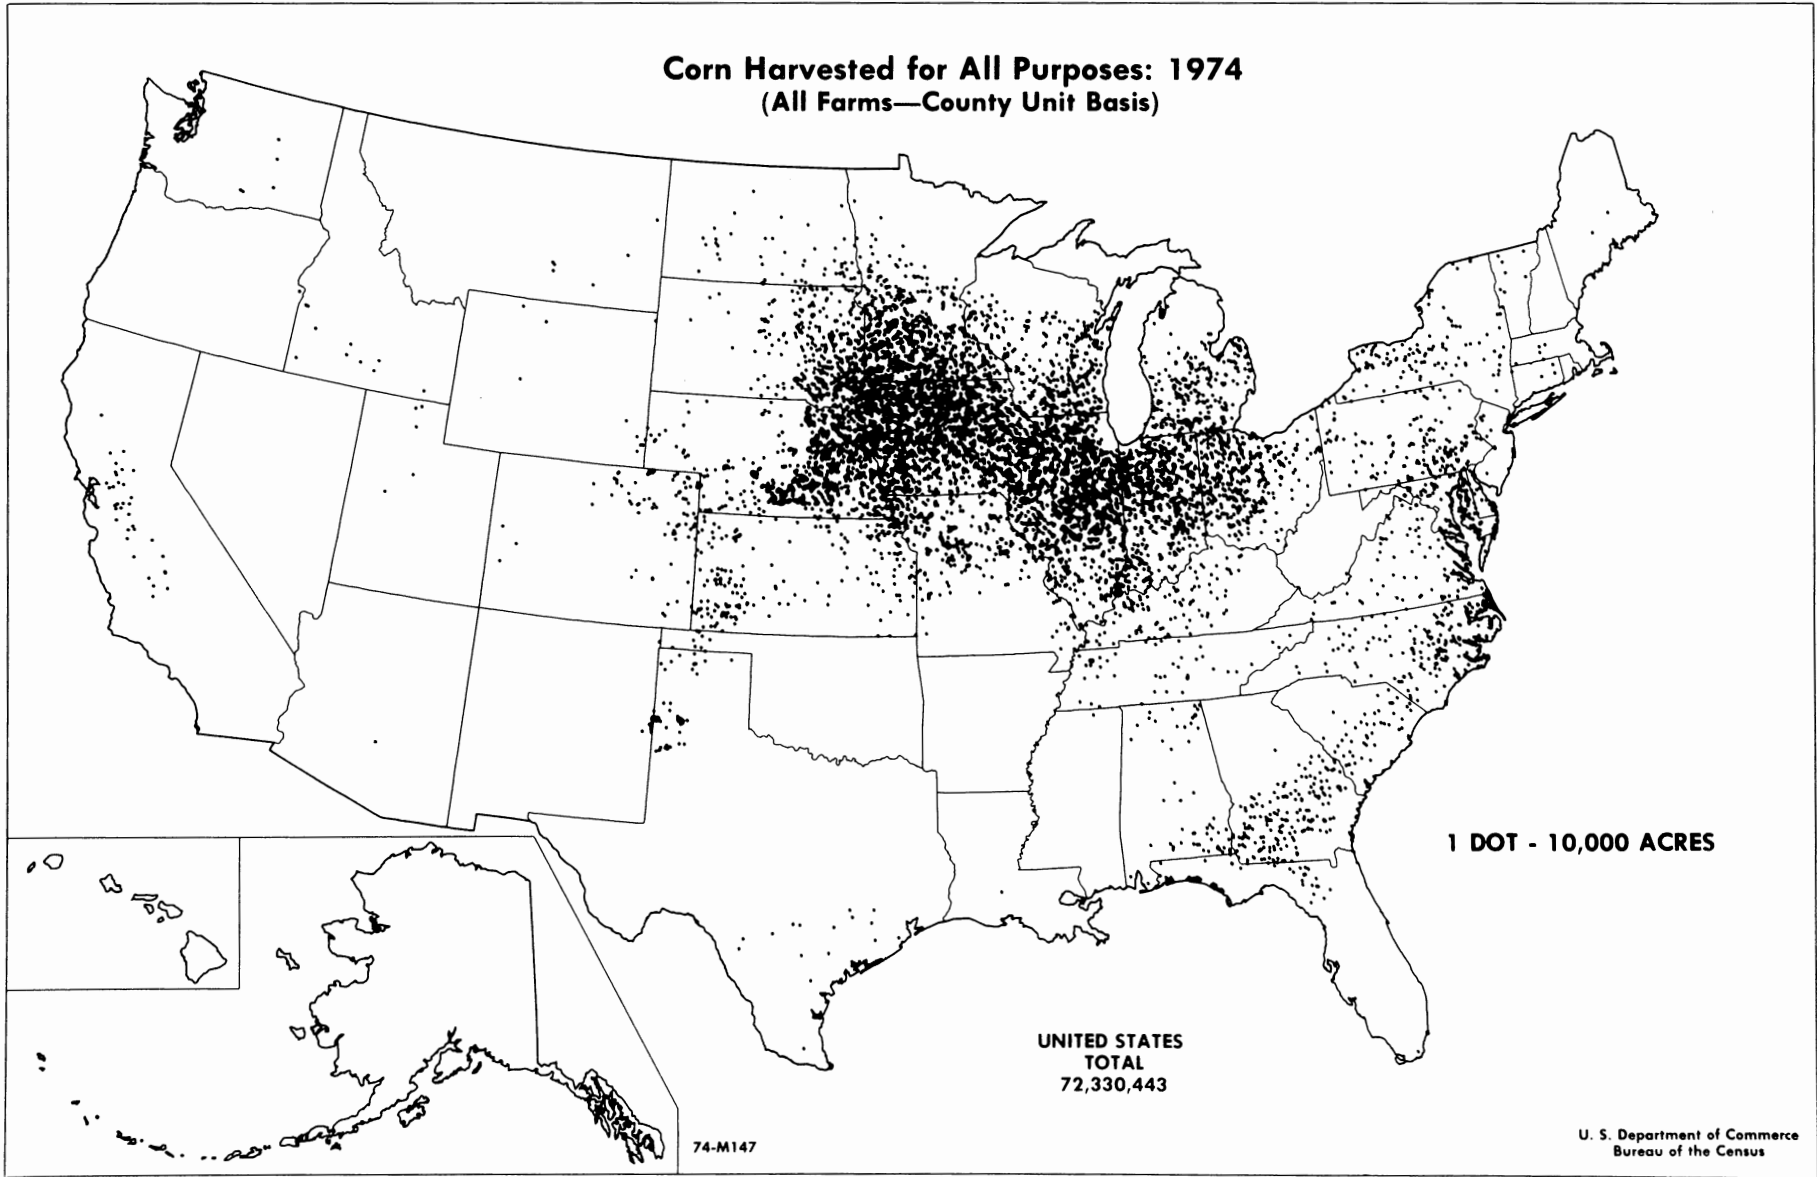 Corn Harvested for All Purposes: 1974
(All Farms—County Unit Basis)
1 DOT - 10,000 ACRES
UNITED STATES
TOTAL
72,330,443
74-M147
U. S. Department of Commerce
Bureau of the Census